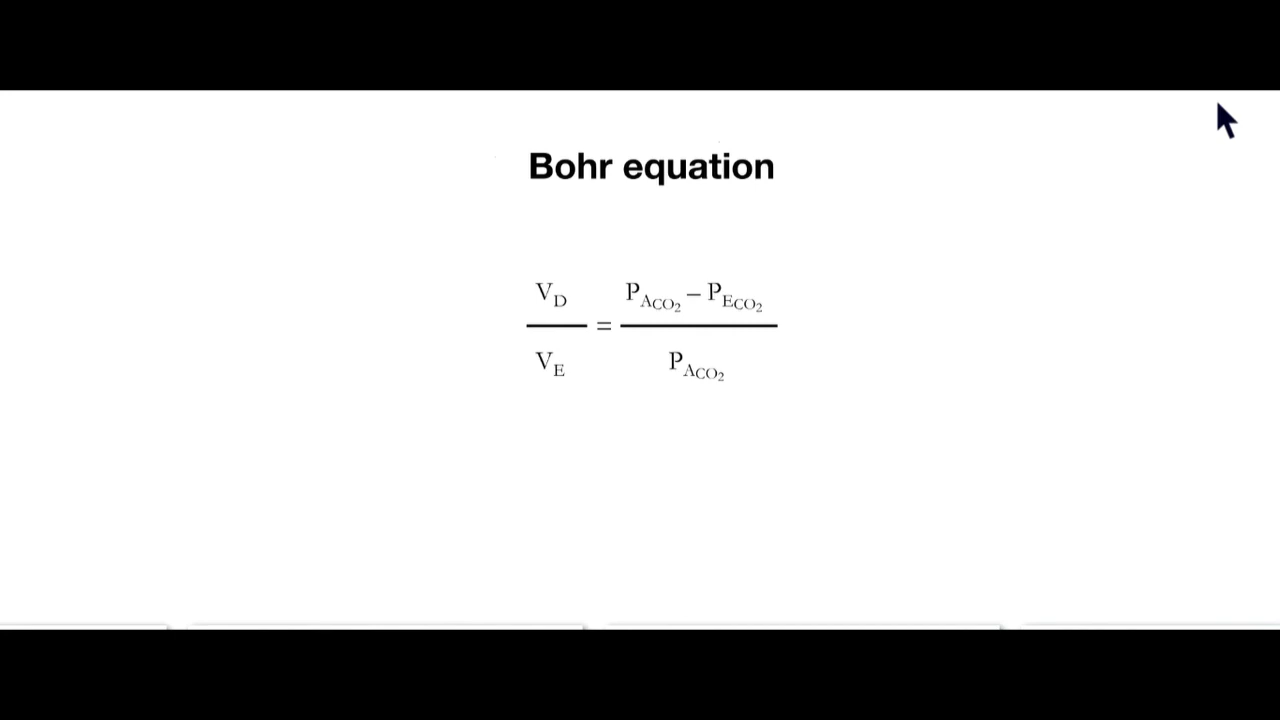 Bohr equation
V_D / V_E = (P_ACO₂ – P_ECO₂) / P_ACO₂